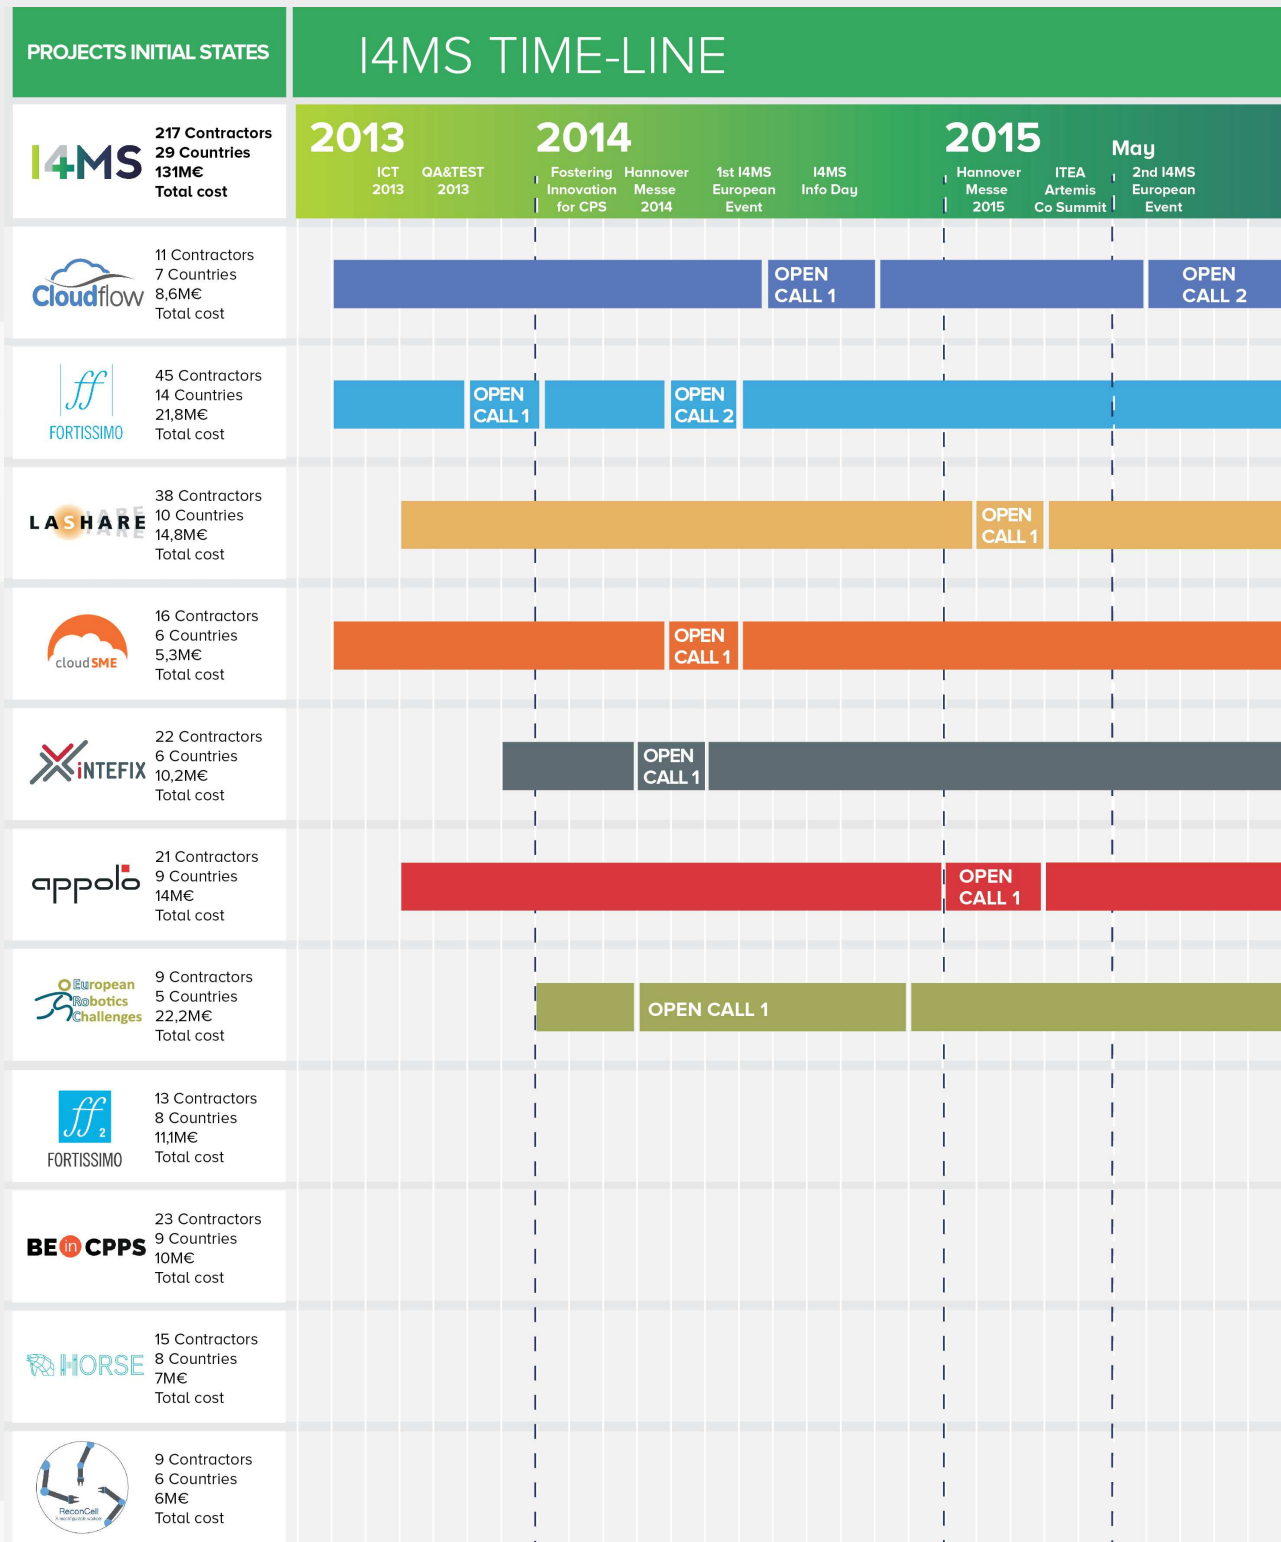 PROJECTS INITIAL STATES
I4MS TIME-LINE
I4MS
217 Contractors
29 Countries
131M€
Total cost
2013
ICT
2013
QA&TEST
2013
2014
Fostering
Innovation
for CPS
Hannover
Messe
2014
1st I4MS
European
Event
I4MS
Info Day
2015
Hannover
Messe
2015
ITEA
Artemis
Co Summit
May
2nd I4MS
European
Event
Cloudflow
11 Contractors
7 Countries
8,6M€
Total cost
OPEN
CALL 1
OPEN
CALL 2
ff
FORTISSIMO
45 Contractors
14 Countries
21,8M€
Total cost
OPEN
CALL 1
OPEN
CALL 2
LASHARE
38 Contractors
10 Countries
14,8M€
Total cost
OPEN
CALL 1
cloudSME
16 Contractors
6 Countries
5,3M€
Total cost
OPEN
CALL 1
iNTEFIX
22 Contractors
6 Countries
10,2M€
Total cost
OPEN
CALL 1
appolo
21 Contractors
9 Countries
14M€
Total cost
OPEN
CALL 1
European
Robotics
Challenges
9 Contractors
5 Countries
22,2M€
Total cost
OPEN CALL 1
ff2
FORTISSIMO
13 Contractors
8 Countries
11,1M€
Total cost
BEinCPPS
23 Contractors
9 Countries
10M€
Total cost
HORSE
15 Contractors
8 Countries
7M€
Total cost
ReconCell
9 Contractors
6 Countries
6M€
Total cost